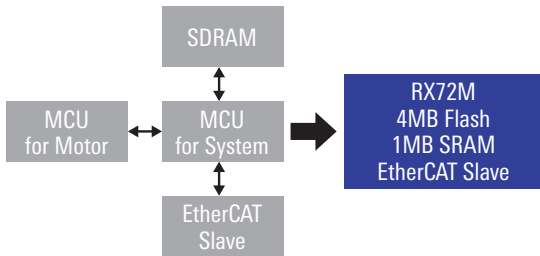 SDRAM
MCU
for Motor
MCU
for System
EtherCAT
Slave
RX72M
4MB Flash
1MB SRAM
EtherCAT Slave